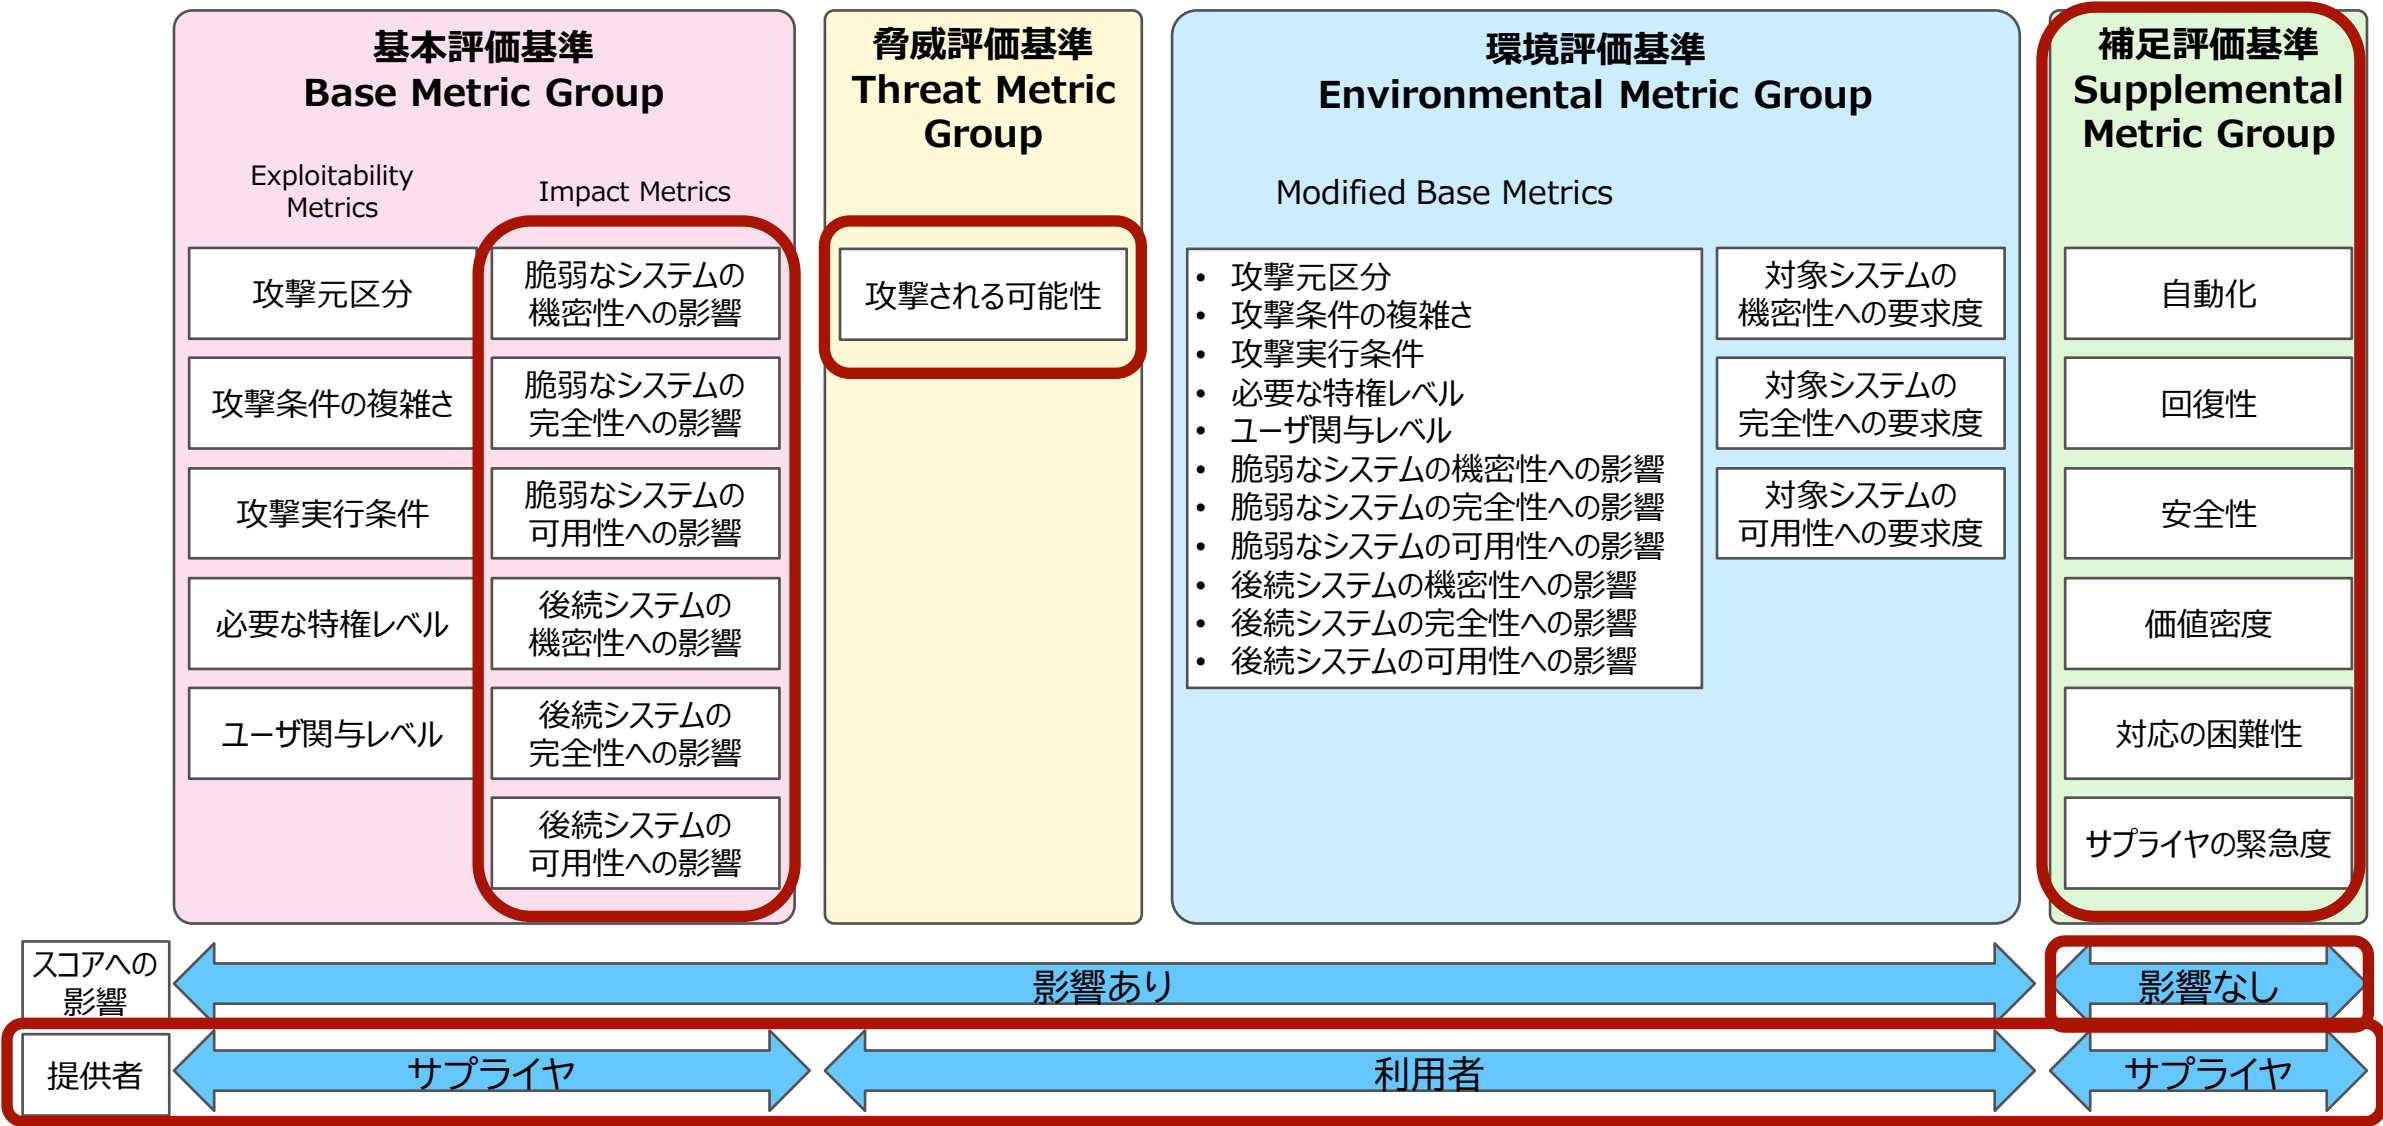 基本評価基準
Base Metric Group
Exploitability
Metrics
攻撃元区分
攻撃条件の複雑さ
攻撃実行条件
必要な特権レベル
ユーザ関与レベル
Impact Metrics
脆弱なシステムの
機密性への影響
脆弱なシステムの
完全性への影響
脆弱なシステムの
可用性への影響
後続システムの
機密性への影響
後続システムの
完全性への影響
後続システムの
可用性への影響
脅威評価基準
Threat Metric
Group
攻撃される可能性
環境評価基準
Environmental Metric Group
Modified Base Metrics
• 攻撃元区分
• 攻撃条件の複雑さ
• 攻撃実行条件
• 必要な特権レベル
• ユーザ関与レベル
• 脆弱なシステムの機密性への影響
• 脆弱なシステムの完全性への影響
• 脆弱なシステムの可用性への影響
• 後続システムの機密性への影響
• 後続システムの完全性への影響
• 後続システムの可用性への影響
対象システムの
機密性への要求度
対象システムの
完全性への要求度
対象システムの
可用性への要求度
補足評価基準
Supplemental
Metric Group
自動化
回復性
安全性
価値密度
対応の困難性
サプライヤの緊急度
スコアへの
影響
影響あり
影響なし
提供者
サプライヤ
利用者
サプライヤ